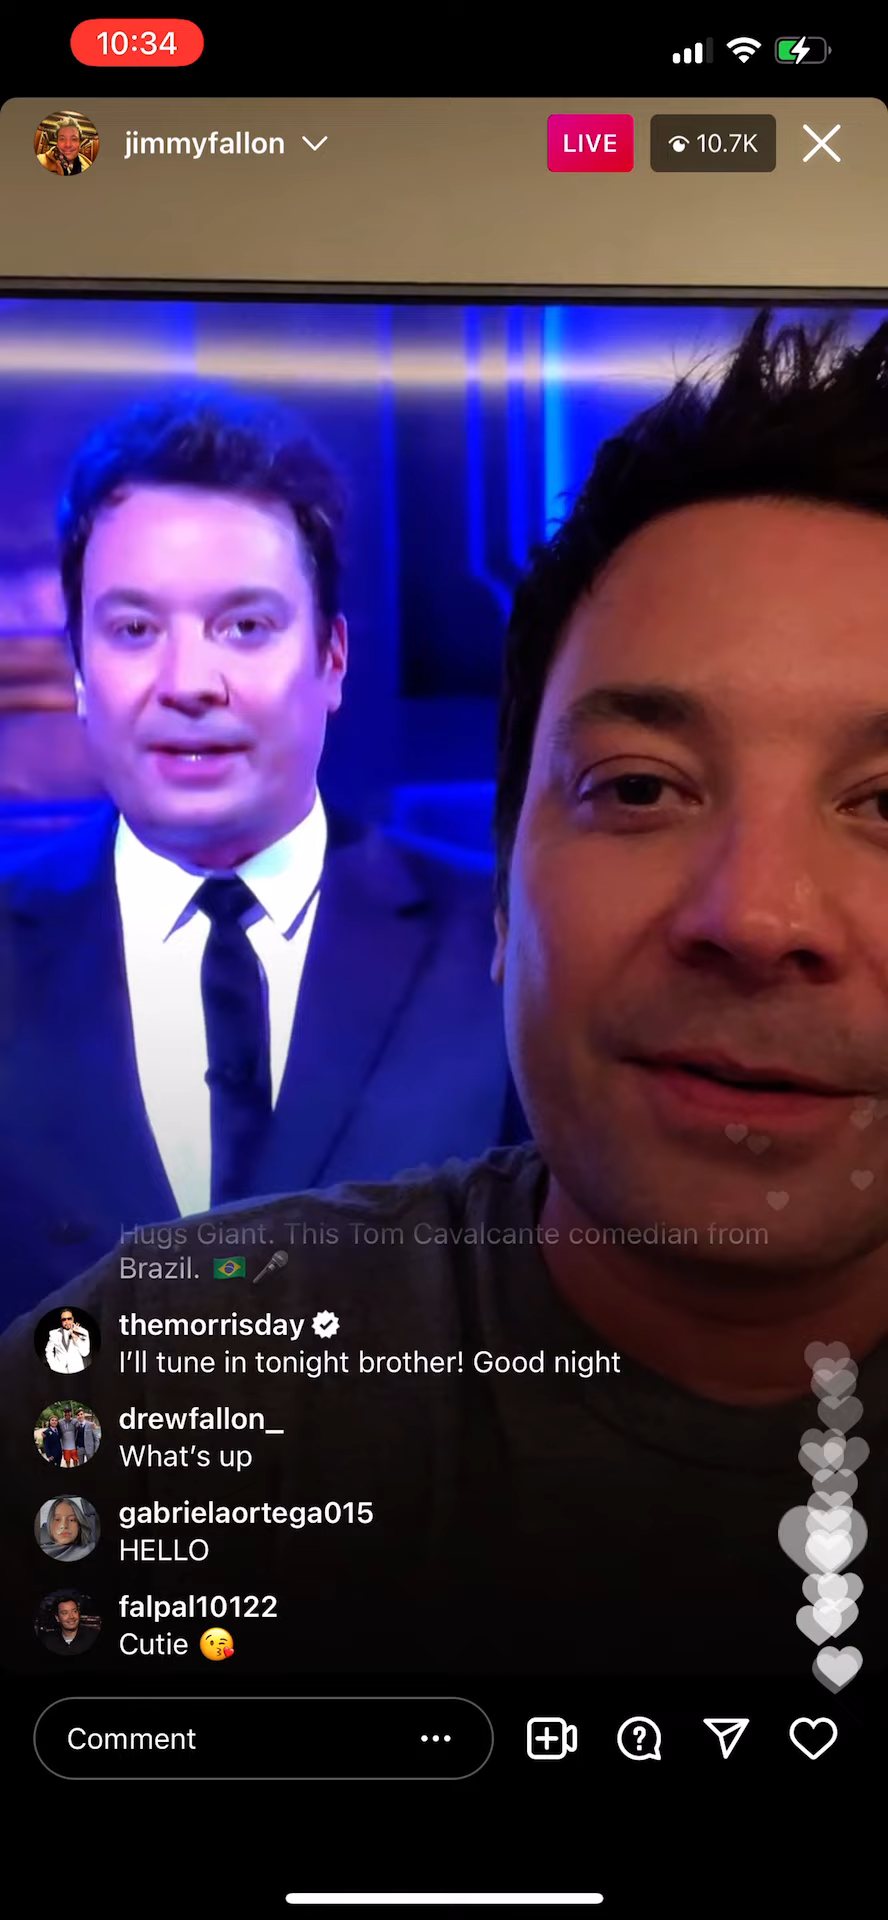 10:34
jimmyfallon
LIVE
10.7K
Hugs Giant. This Tom Cavalcante comedian from
Brazil. 🇧🇷 🎤
themorrisday
I'll tune in tonight brother! Good night
drewfallon_
What's up
gabrielaortega015
HELLO
falpal10122
Cutie 😘
Comment